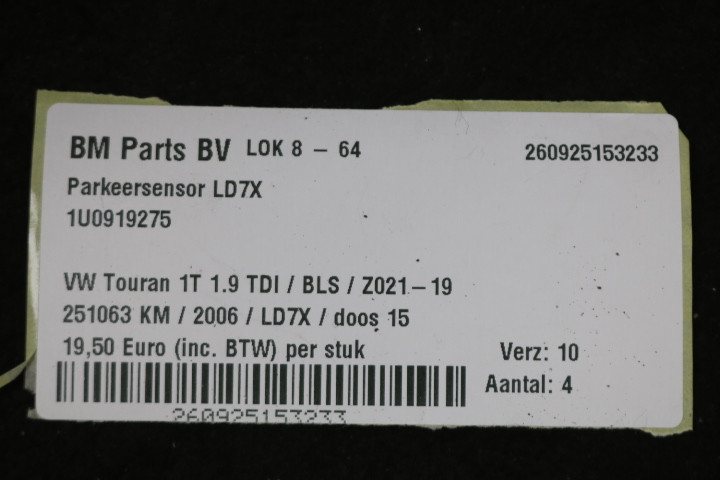 BM Parts BV LOK 8 – 64 260925153233
Parkeersensor LD7X
1U0919275
VW Touran 1T 1.9 TDI / BLS / Z021–19
251063 KM / 2006 / LD7X / doos 15
19,50 Euro (inc. BTW) per stuk Verz: 10
Aantal: 4
260925153233